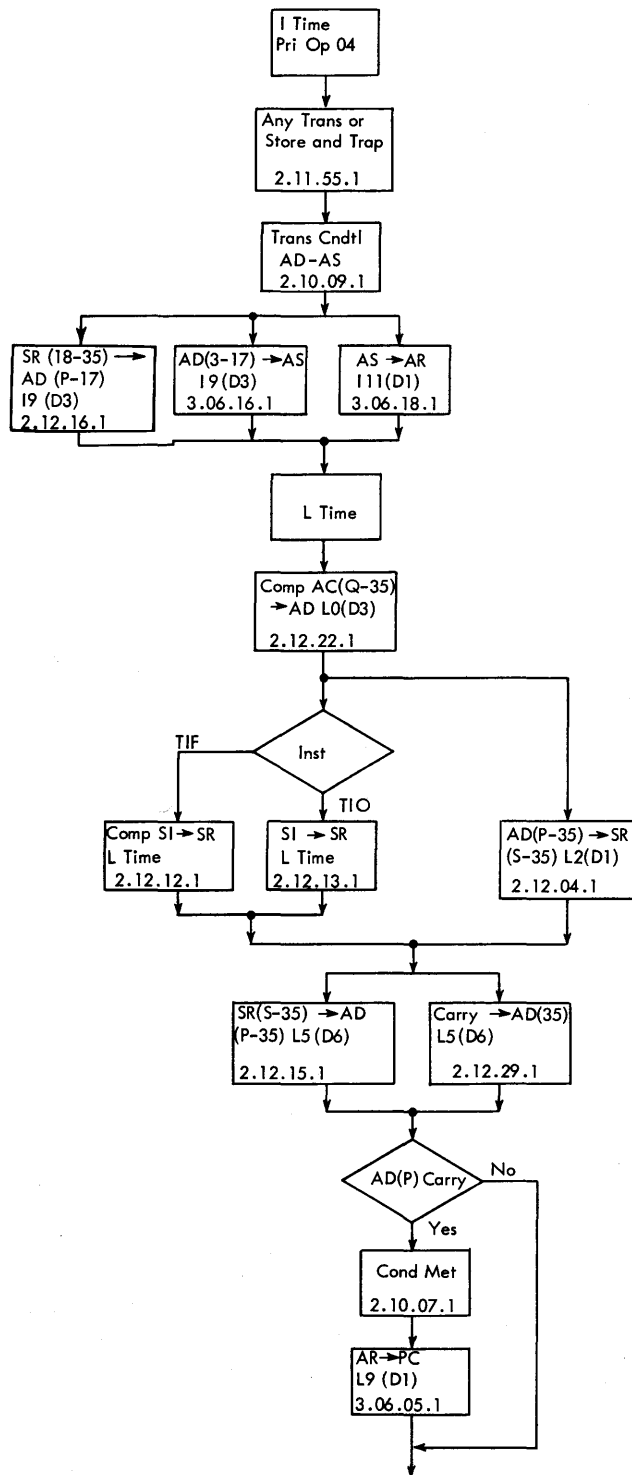 I Time
Pri Op 04
Any Trans or
Store and Trap
2.11.55.1
Trans Cndtl
AD-AS
2.10.09.1
SR (18-35) →
AD (P-17)
I9 (D3)
2.12.16.1
AD(3-17) → AS
I9(D3)
3.06.16.1
AS → AR
I11(D1)
3.06.18.1
L Time
Comp AC(Q-35)
→ AD L0(D3)
2.12.22.1
Inst
TIF
TIO
Comp SI → SR
L Time
2.12.12.1
SI → SR
L Time
2.12.13.1
AD(P-35) → SR
(S-35) L2(D1)
2.12.04.1
SR(S-35) → AD
(P-35) L5(D6)
2.12.15.1
Carry → AD(35)
L5(D6)
2.12.29.1
AD(P) Carry
No
Yes
Cond Met
2.10.07.1
AR→PC
L9 (D1)
3.06.05.1